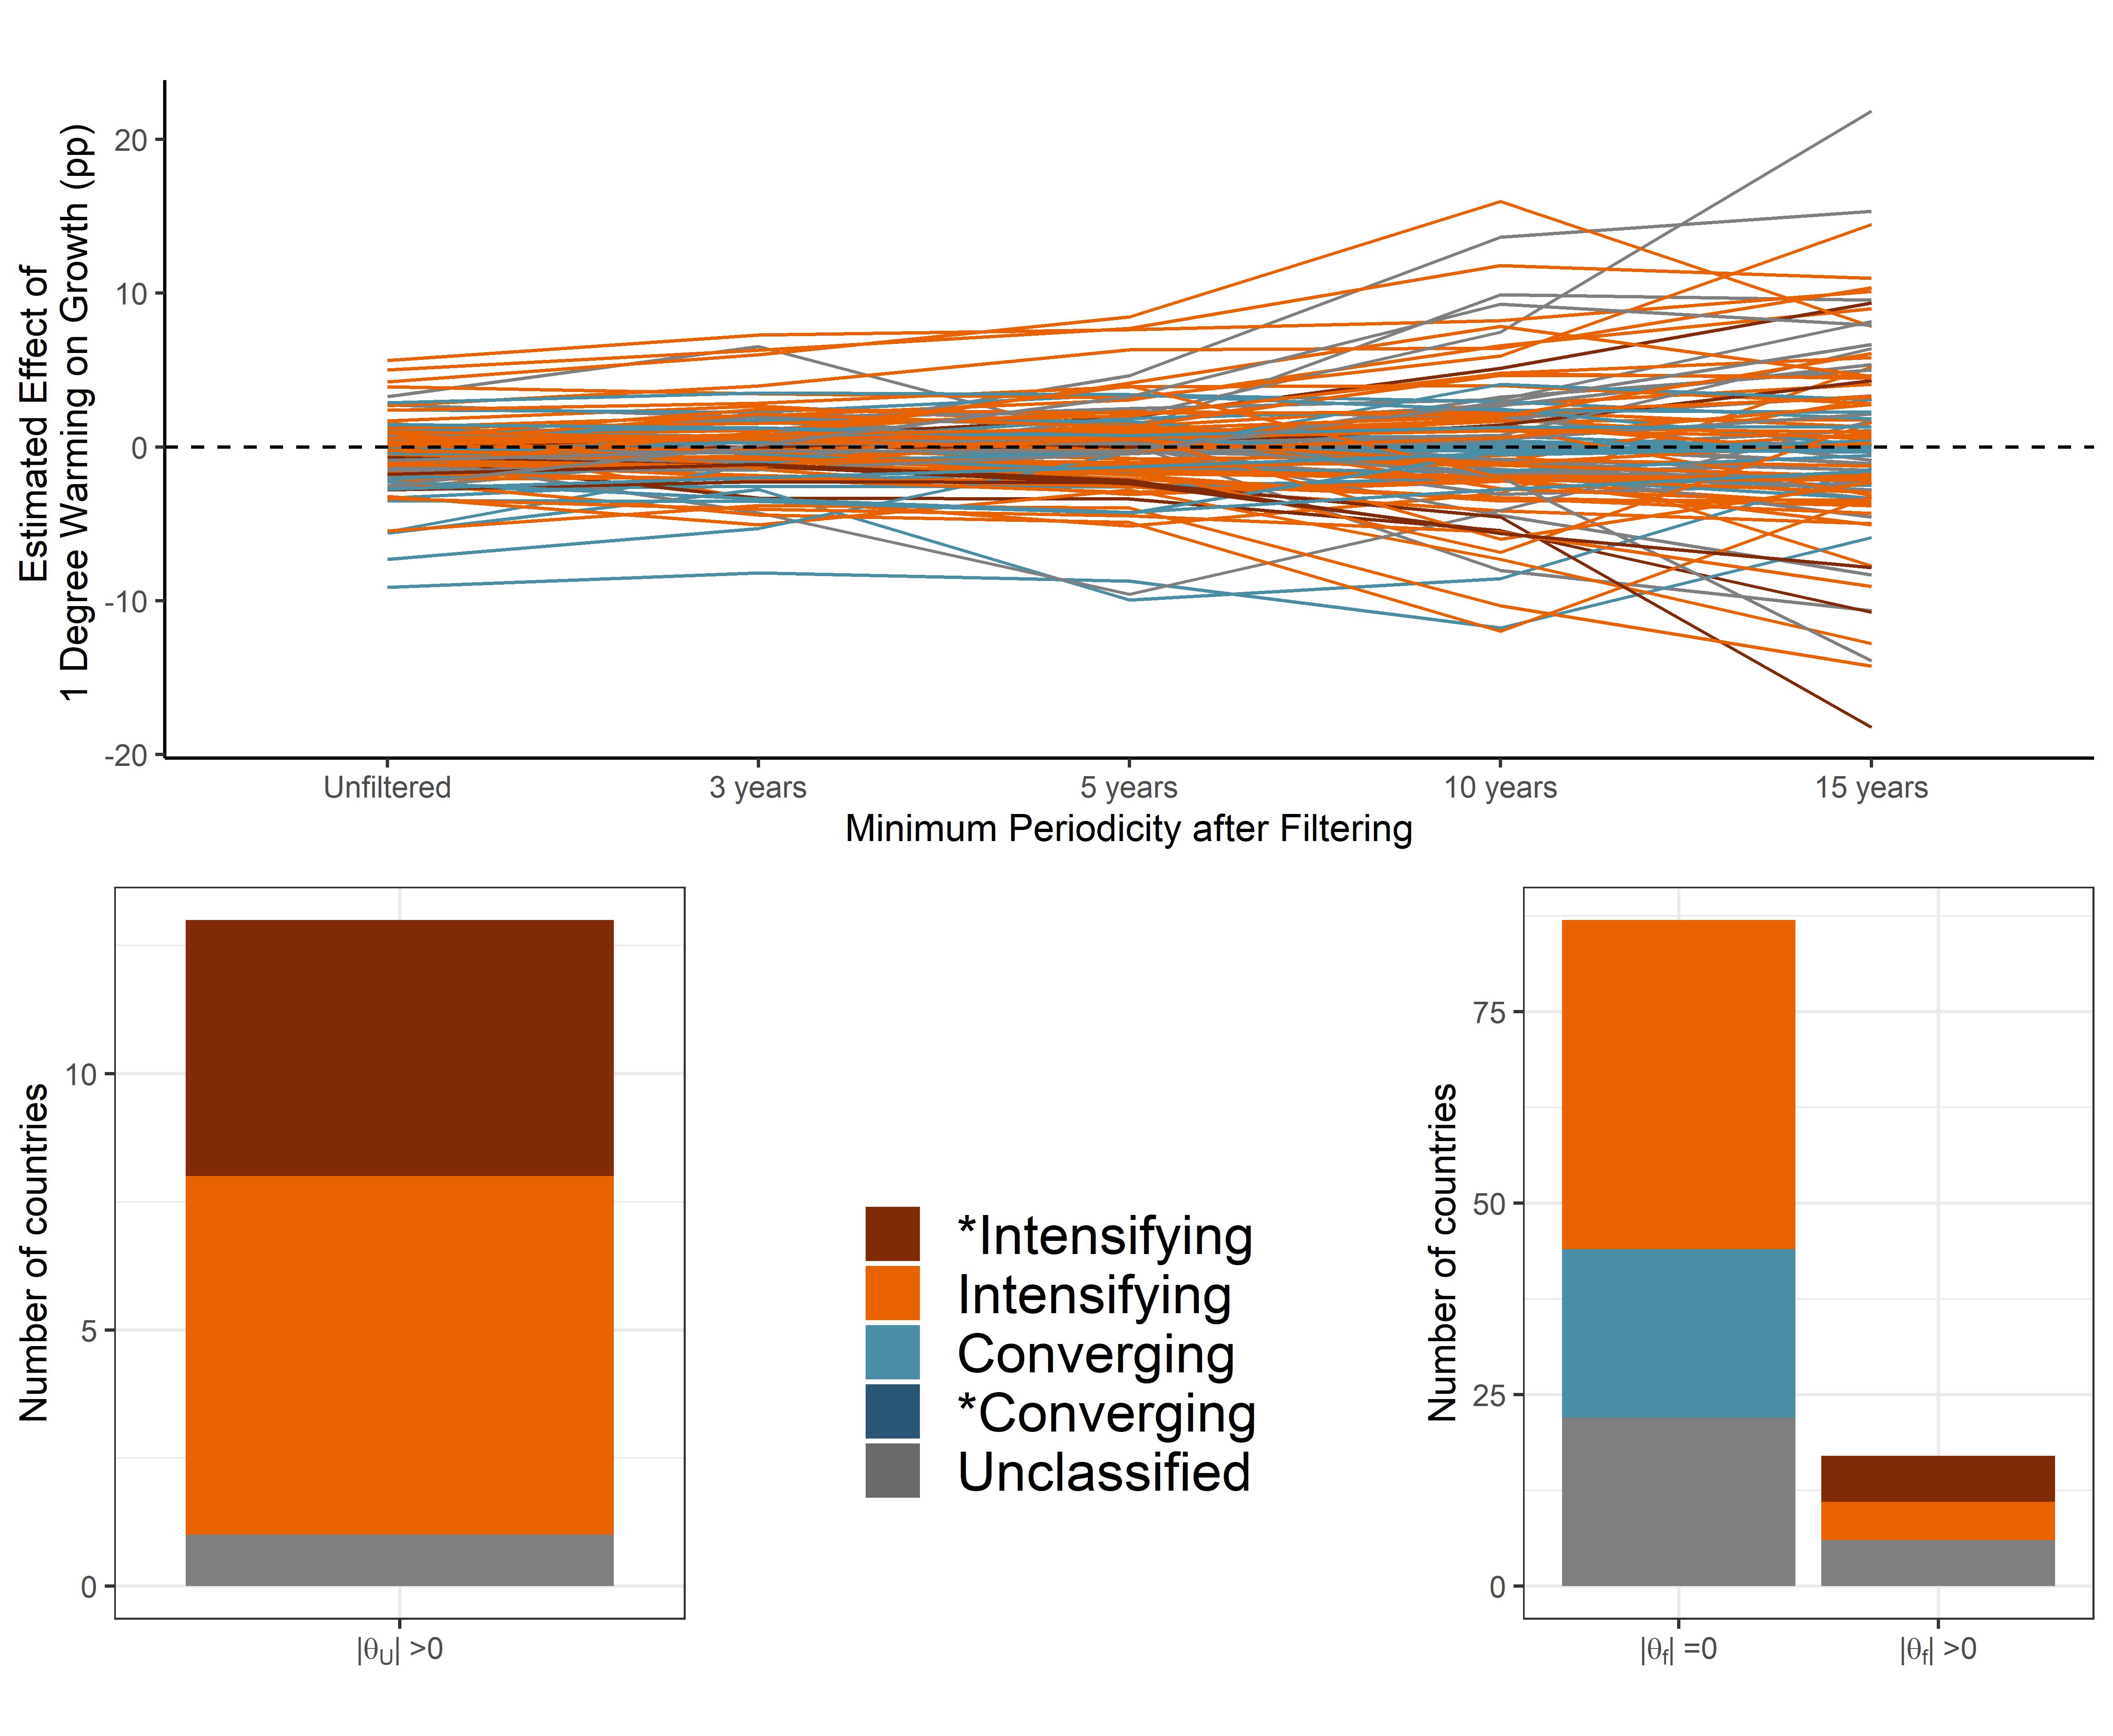 Estimated Effect of
1 Degree Warming on Growth (pp)
20
10
0
-10
-20
Unfiltered 3 years 5 years 10 years 15 years
Minimum Periodicity after Filtering
Number of countries
10
5
0
|θU| >0
*Intensifying
Intensifying
Converging
*Converging
Unclassified
Number of countries
75
50
25
0
|θf| =0 |θf| >0